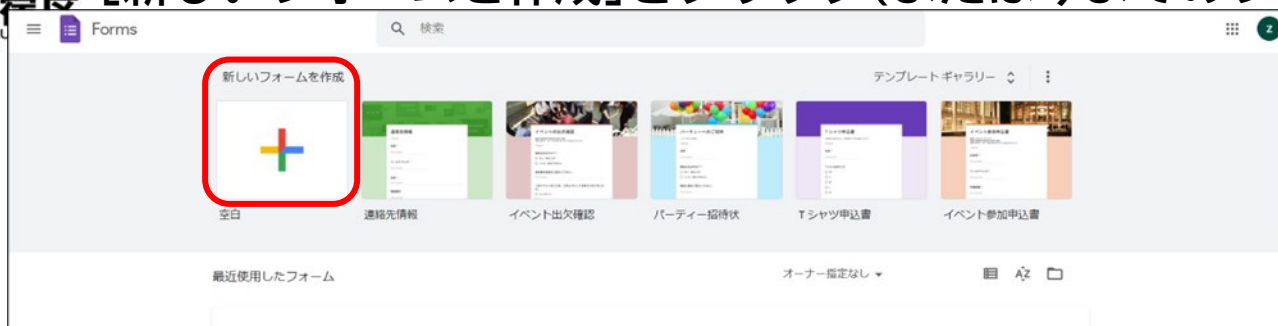 Forms
検索
新しいフォームを作成
テンプレート ギャラリー
空白
連絡先情報
イベント出欠確認
パーティー招待状
Tシャツ申込書
イベント参加申込書
最近使用したフォーム
オーナー指定なし
AZ
Z